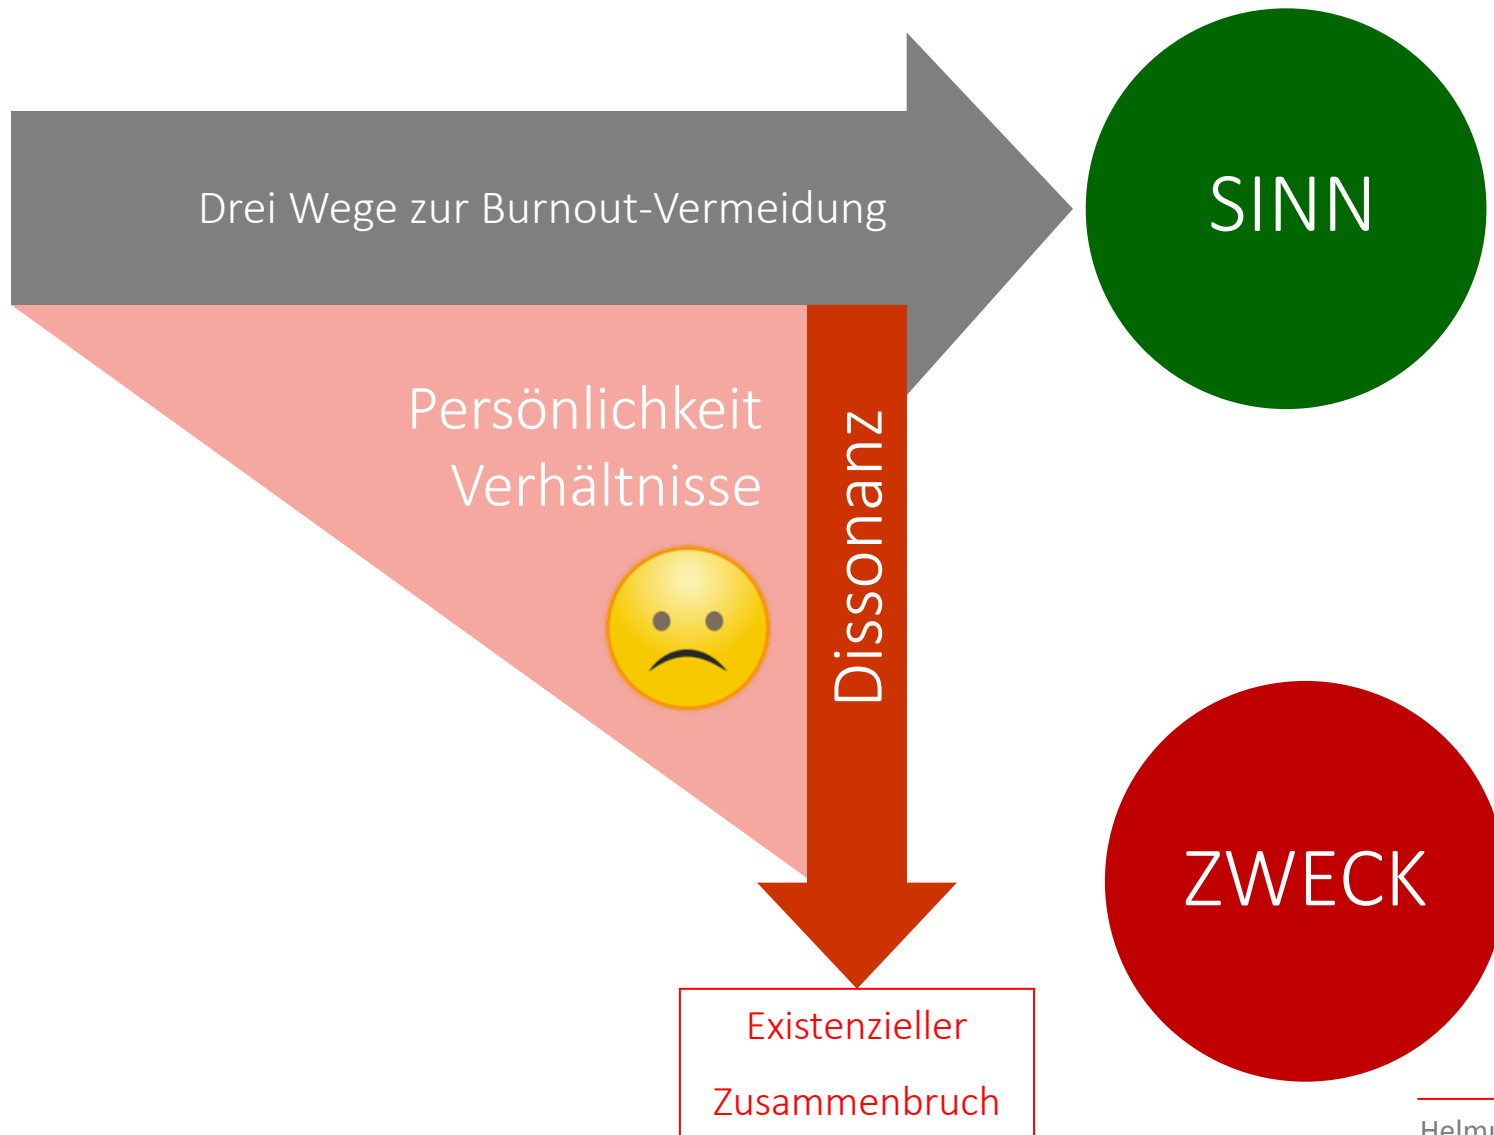 Drei Wege zur Burnout-Vermeidung
SINN
Persönlichkeit
Verhältnisse
Dissonanz
ZWECK
Existenzieller
Zusammenbruch